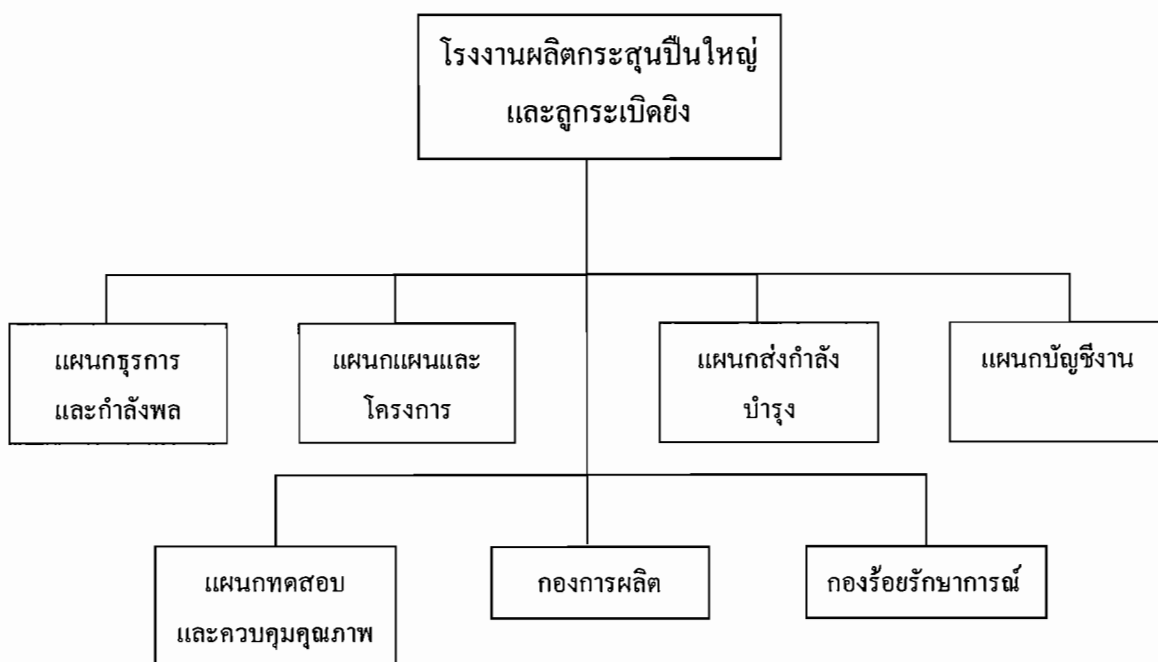 โรงงานผลิตกระสุนปืนใหญ่
และลูกระเบิดยิง
แผนกธุรการ
และกำลังพล
แผนกแผนและ
โครงการ
แผนกส่งกำลัง
บำรุง
แผนกบัญชีงาน
แผนกทดสอบ
และควบคุมคุณภาพ
กองการผลิต
กองร้อยรักษาการณ์